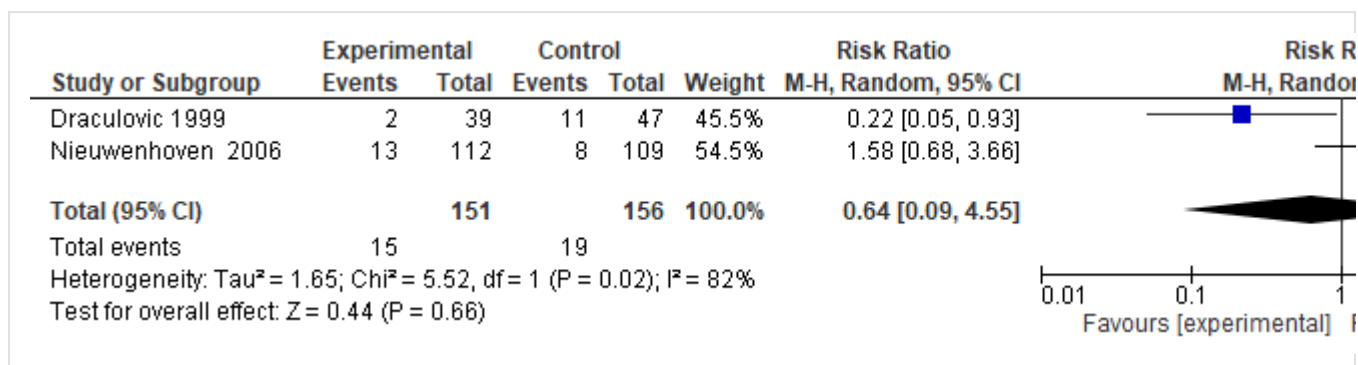 Experimental Control Risk Ratio Risk R
Study or Subgroup Events Total Events Total Weight M-H, Random, 95% CI M-H, Randor
Draculovic 1999 2 39 11 47 45.5% 0.22 [0.05, 0.93]
Nieuwenhoven 2006 13 112 8 109 54.5% 1.58 [0.68, 3.66]
Total (95% CI) 151 156 100.0% 0.64 [0.09, 4.55]
Total events 15 19
Heterogeneity: Tau² = 1.65; Chi² = 5.52, df = 1 (P = 0.02); I² = 82%
Test for overall effect: Z = 0.44 (P = 0.66)
0.01 0.1 1
Favours [experimental] F